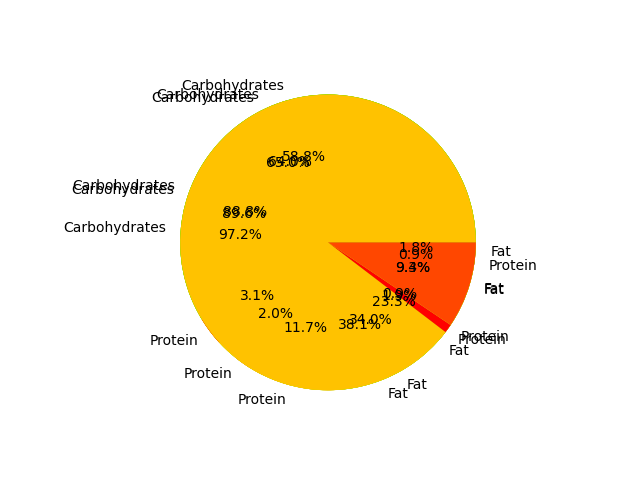 Carbohydrates
Carbohydrates
Carbohydrates
58.8%
65.0%
Carbohydrates
Carbohydrates
89.6%
Carbohydrates
97.2%
1.8%
Fat
0.9%
Protein
Fat
Fat
3.1%
0.9%
23.3%
2.0%
34.0%
11.7%
38.1%
Protein
Protein
Protein
Fat
Protein
Fat
Fat
Protein